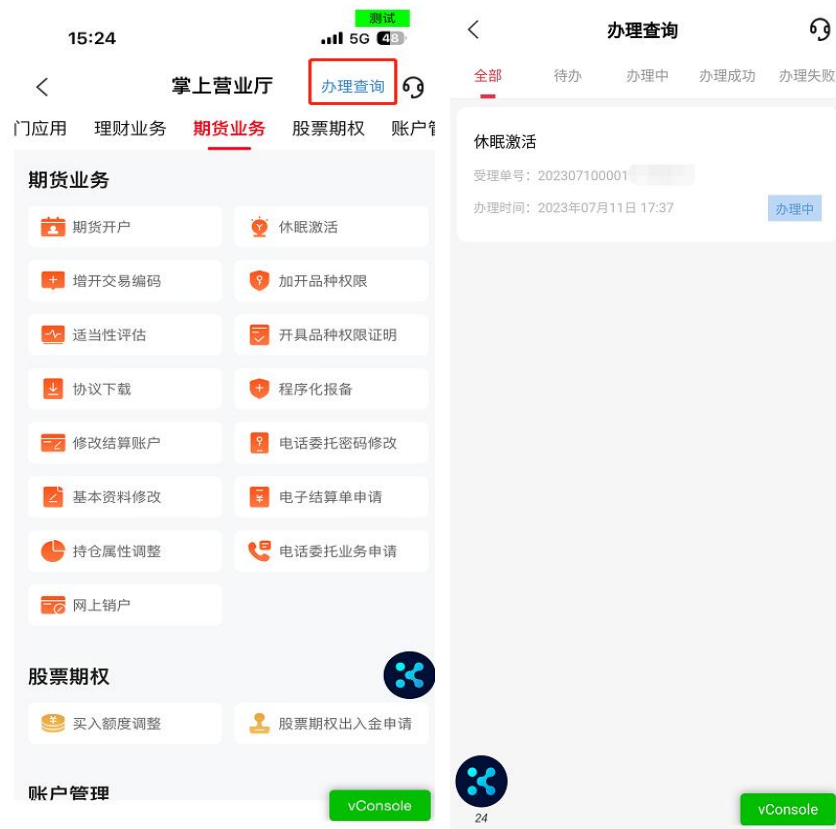 测试
15:24
5G 48
掌上营业厅
办理查询
门应用 理财业务 期货业务 股票期权 账户管
期货业务
期货开户 休眠激活
增开交易编码 加开品种权限
适当性评估 开具品种权限证明
协议下载 程序化报备
修改结算账户 电话委托密码修改
基本资料修改 电子结算单申请
持仓属性调整 电话委托业务申请
网上销户
股票期权
买入额度调整 股票期权出入金申请
账户管理
vConsole
办理查询
全部 待办 办理中 办理成功 办理失败
休眠激活
受理单号：202307100001
办理时间：2023年07月11日 17:37
办理中
24
vConsole